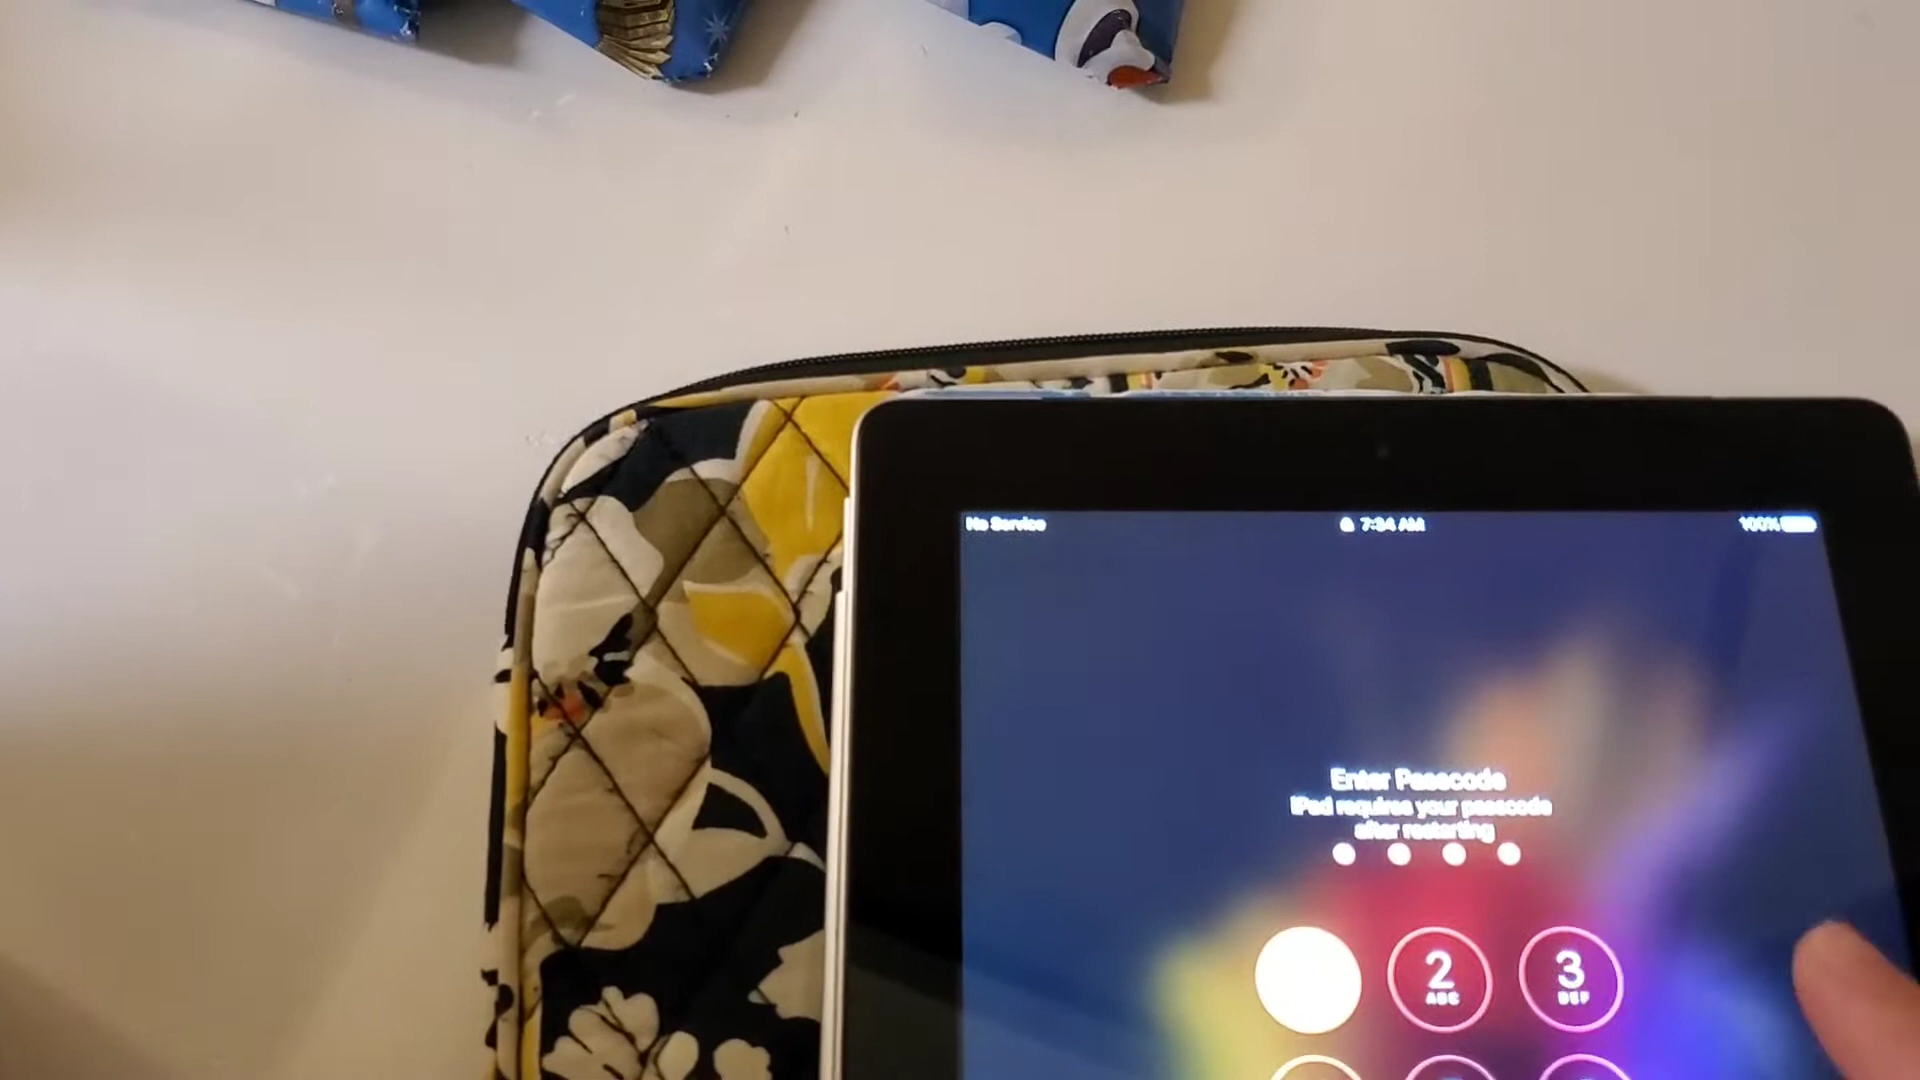 No Service 7:34 AM 100%
Enter Passcode
iPad requires your passcode
after restarting
2 3
ABC DEF